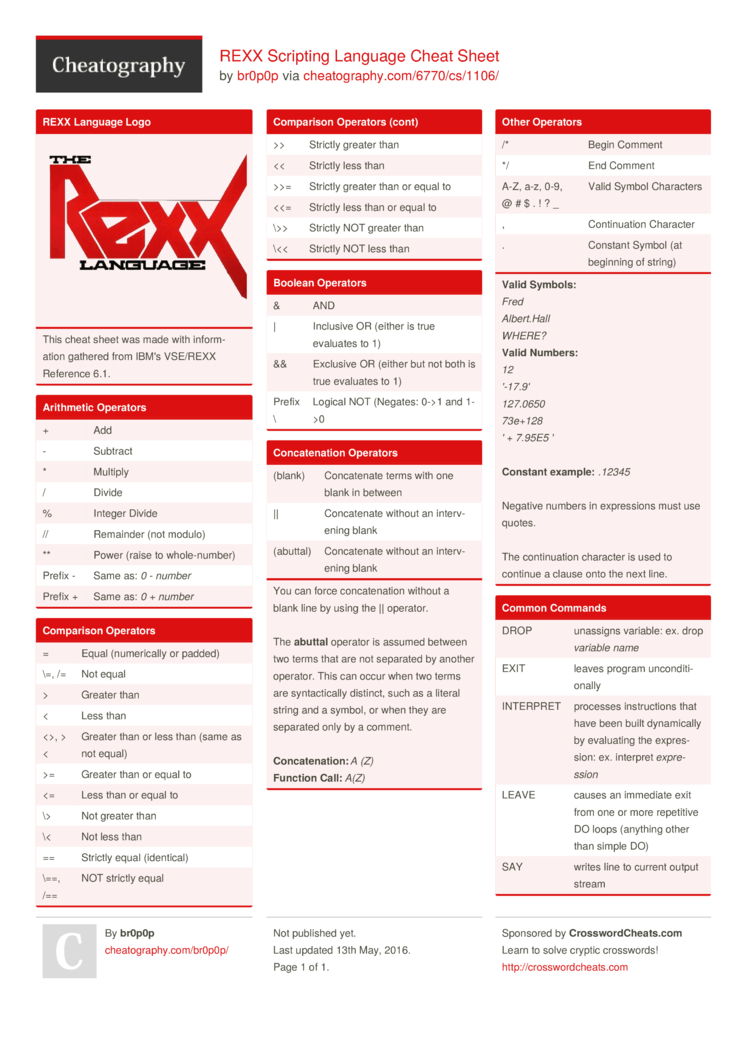 Cheatography
REXX Scripting Language Cheat Sheet
by br0p0p via cheatography.com/6770/cs/1106/
REXX Language Logo
THE
Rexx
LANGUAGE
This cheat sheet was made with inform-
ation gathered from IBM's VSE/REXX
Reference 6.1.
Arithmetic Operators
+ Add
- Subtract
* Multiply
/ Divide
% Integer Divide
// Remainder (not modulo)
** Power (raise to whole-number)
Prefix - Same as: 0 - number
Prefix + Same as: 0 + number
Comparison Operators
= Equal (numerically or padded)
\=, /= Not equal
> Greater than
< Less than
<>, > Greater than or less than (same as
< not equal)
>= Greater than or equal to
<= Less than or equal to
\> Not greater than
\< Not less than
== Strictly equal (identical)
\==, NOT strictly equal
/==
Comparison Operators (cont)
>> Strictly greater than
<< Strictly less than
>>= Strictly greater than or equal to
<<= Strictly less than or equal to
\>> Strictly NOT greater than
\<< Strictly NOT less than
Boolean Operators
& AND
| Inclusive OR (either is true
evaluates to 1)
&& Exclusive OR (either but not both is
true evaluates to 1)
Prefix Logical NOT (Negates: 0->1 and 1-
\ >0
Concatenation Operators
(blank) Concatenate terms with one
blank in between
|| Concatenate without an interv-
ening blank
(abuttal) Concatenate without an interv-
ening blank
You can force concatenation without a
blank line by using the || operator.
The abuttal operator is assumed between
two terms that are not separated by another
operator. This can occur when two terms
are syntactically distinct, such as a literal
string and a symbol, or when they are
separated only by a comment.
Concatenation: A (Z)
Function Call: A(Z)
Other Operators
/* Begin Comment
*/ End Comment
A-Z, a-z, 0-9, Valid Symbol Characters
@ # $ . ! ? _
, Continuation Character
. Constant Symbol (at
beginning of string)
Valid Symbols:
Fred
Albert.Hall
WHERE?
Valid Numbers:
12
'-17.9'
127.0650
73e+128
' + 7.95E5 '
Constant example: .12345
Negative numbers in expressions must use
quotes.
The continuation character is used to
continue a clause onto the next line.
Common Commands
DROP unassigns variable: ex. drop
variable name
EXIT leaves program unconditi-
onally
INTERPRET processes instructions that
have been built dynamically
by evaluating the expres-
sion: ex. interpret expre-
ssion
LEAVE causes an immediate exit
from one or more repetitive
DO loops (anything other
than simple DO)
SAY writes line to current output
stream
C
By br0p0p
cheatography.com/br0p0p/
Not published yet.
Last updated 13th May, 2016.
Page 1 of 1.
Sponsored by CrosswordCheats.com
Learn to solve cryptic crosswords!
http://crosswordcheats.com